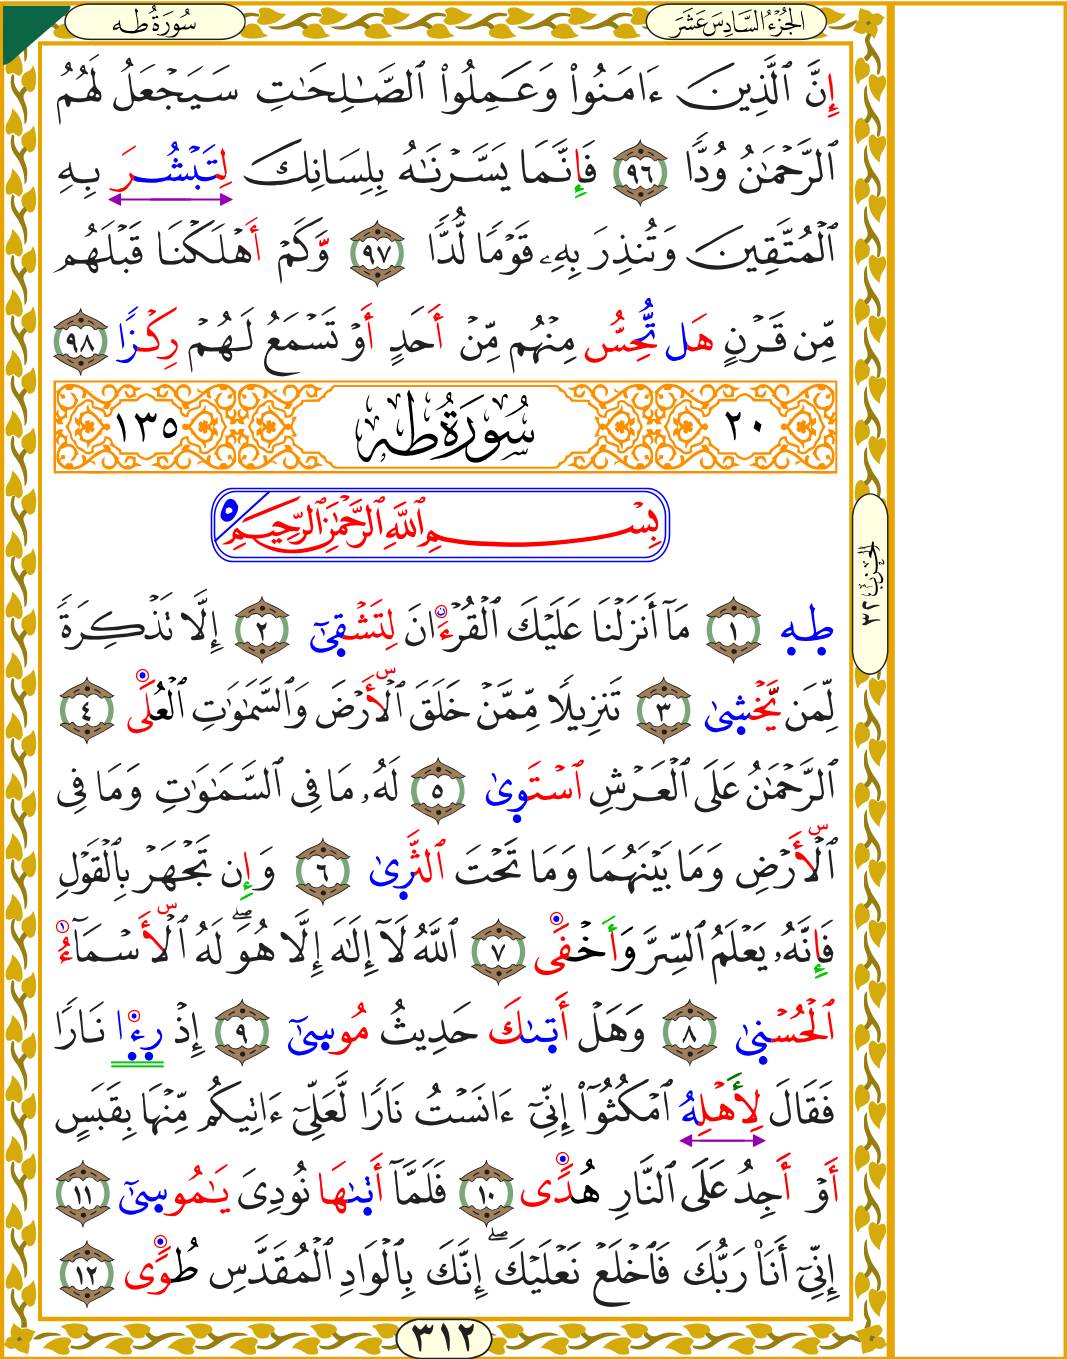 سُورَةُ طه
الجُزْءُ السَّادِسَ عَشَرَ
إِنَّ ٱلَّذِينَ ءَامَنُوا۟ وَعَمِلُوا۟ ٱلصَّـٰلِحَـٰتِ سَيَجْعَلُ لَهُمُ
ٱلرَّحْمَـٰنُ وُدًّا ٩٦ فَإِنَّمَا يَسَّرْنَـٰهُ بِلِسَانِكَ لِتَبْشُرَ بِهِ
ٱلْمُتَّقِينَ وَتُنذِرَ بِهِۦ قَوْمًا لُّدًّا ٩٧ وَكَمْ أَهْلَكْنَا قَبْلَهُم
مِّن قَرْنٍ هَل تُّحِسُّ مِنْهُم مِّنْ أَحَدٍ أَوْ تَسْمَعُ لَهُمْ رِكْزًا ٩٨
٢٠ سُورَةُ طه ١٣٥
بِسْمِ ٱللَّهِ ٱلرَّحْمَـٰنِ ٱلرَّحِيمِ ٥
طه ١ مَآ أَنزَلْنَا عَلَيْكَ ٱلْقُرْءَانَ لِتَشْقَىٰٓ ٢ إِلَّا تَذْكِرَةً
لِّمَن يَخْشَىٰ ٣ تَنزِيلًا مِّمَّنْ خَلَقَ ٱلْأَرْضَ وَٱلسَّمَـٰوَٰتِ ٱلْعُلَى ٤
ٱلرَّحْمَـٰنُ عَلَى ٱلْعَرْشِ ٱسْتَوَىٰ ٥ لَهُۥ مَا فِى ٱلسَّمَـٰوَٰتِ وَمَا فِى
ٱلْأَرْضِ وَمَا بَيْنَهُمَا وَمَا تَحْتَ ٱلثَّرَىٰ ٦ وَإِن تَجْهَرْ بِٱلْقَوْلِ
فَإِنَّهُۥ يَعْلَمُ ٱلسِّرَّ وَأَخْفَى ٧ ٱللَّهُ لَآ إِلَـٰهَ إِلَّا هُوَ ۖ لَهُ ٱلْأَسْمَآءُ
ٱلْحُسْنَىٰ ٨ وَهَلْ أَتَىٰكَ حَدِيثُ مُوسَىٰٓ ٩ إِذْ رِءَا نَارًا
فَقَالَ لِأَهْلِهُ ٱمْكُثُوٓا۟ إِنِّىٓ ءَانَسْتُ نَارًا لَّعَلِّىٓ ءَاتِيكُم مِّنْهَا بِقَبَسٍ
أَوْ أَجِدُ عَلَى ٱلنَّارِ هُدًى ١٠ فَلَمَّآ أَتَىٰهَا نُودِىَ يَـٰمُوسَىٰٓ ١١
إِنِّىٓ أَنَا۠ رَبُّكَ فَٱخْلَعْ نَعْلَيْكَ ۖ إِنَّكَ بِٱلْوَادِ ٱلْمُقَدَّسِ طُوًى ١٢
الحِزْبُ ٣٢
٣١٢